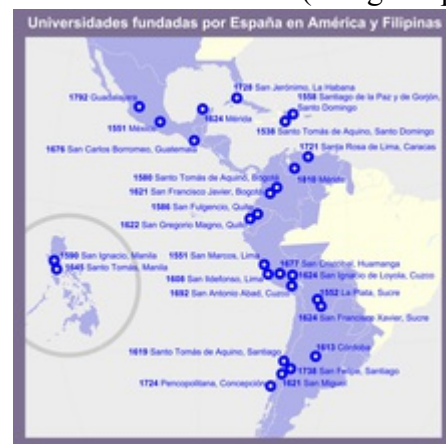 Universidades fundadas por España en América y Filipinas
1728 San Jerónimo, La Habana
1558 Santiago de la Paz y de Gorjón,
Santo Domingo
1792 Guadalajara
1624 Mérida
1551 México
1538 Santo Tomás de Aquino, Santo Domingo
1676 San Carlos Borromeo, Guatemala
1721 Santa Rosa de Lima, Caracas
1580 Santo Tomás de Aquino, Bogotá
1810 Mérida
1621 San Francisco Javier, Bogotá
1586 San Fulgencio, Quito
1622 San Gregorio Magno, Quito
1590 San Ignacio, Manila
1645 Santo Tomás, Manila
1551 San Marcos, Lima
1677 San Cristóbal, Huamanga
1608 San Ildefonso, Lima
1624 San Ignacio de Loyola, Cuzco
1692 San Antonio Abad, Cuzco
1552 La Plata, Sucre
1624 San Francisco Xavier, Sucre
1613 Córdoba
1619 Santo Tomás de Aquino, Santiago
1738 San Felipe, Santiago
1724 Pencopolitana, Concepción
1621 San Miguel